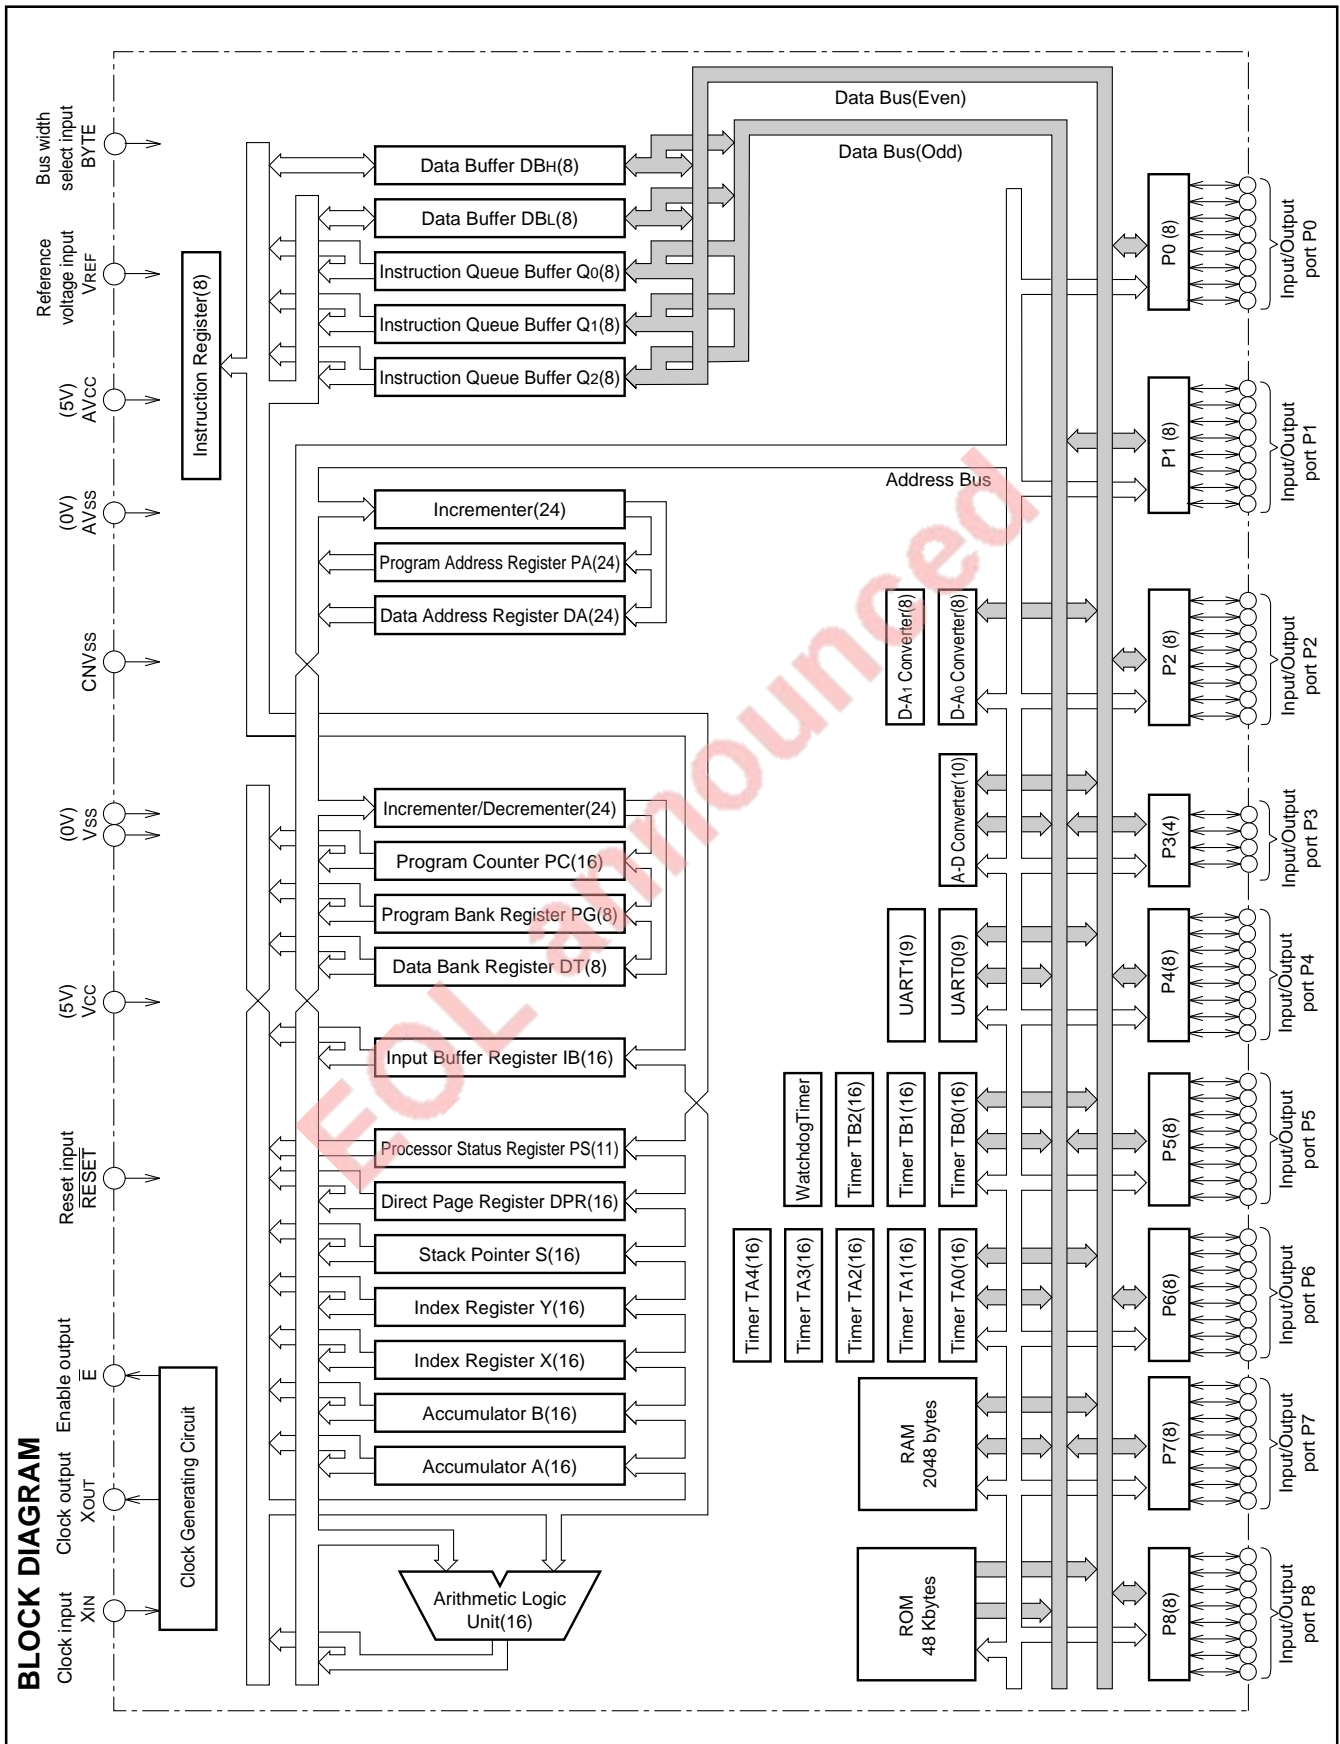 BLOCK DIAGRAM
Clock input
XIN
Clock output
XOUT
Enable output
E
Reset input
RESET
(5V)
VCC
(0V)
VSS
CNVSS
(0V)
AVSS
(5V)
AVCC
Reference
voltage input
VREF
Bus width
select input
BYTE
Clock Generating Circuit
Instruction Register(8)
Data Buffer DBH(8)
Data Buffer DBL(8)
Instruction Queue Buffer Q0(8)
Instruction Queue Buffer Q1(8)
Instruction Queue Buffer Q2(8)
Incrementer(24)
Program Address Register PA(24)
Data Address Register DA(24)
Incrementer/Decrementer(24)
Program Counter PC(16)
Program Bank Register PG(8)
Data Bank Register DT(8)
Input Buffer Register IB(16)
Processor Status Register PS(11)
Direct Page Register DPR(16)
Stack Pointer S(16)
Index Register Y(16)
Index Register X(16)
Accumulator B(16)
Accumulator A(16)
Arithmetic Logic
Unit(16)
Data Bus(Even)
Data Bus(Odd)
Address Bus
D-A1 Converter(8)
D-A0 Converter(8)
A-D Converter(10)
UART1(9)
UART0(9)
WatchdogTimer
Timer TB2(16)
Timer TB1(16)
Timer TB0(16)
Timer TA4(16)
Timer TA3(16)
Timer TA2(16)
Timer TA1(16)
Timer TA0(16)
RAM
2048 bytes
ROM
48 Kbytes
P0 (8)
P1 (8)
P2 (8)
P3(4)
P4(8)
P5(8)
P6(8)
P7(8)
P8(8)
Input/Output
port P0
Input/Output
port P1
Input/Output
port P2
Input/Output
port P3
Input/Output
port P4
Input/Output
port P5
Input/Output
port P6
Input/Output
port P7
Input/Output
port P8
EOL announced